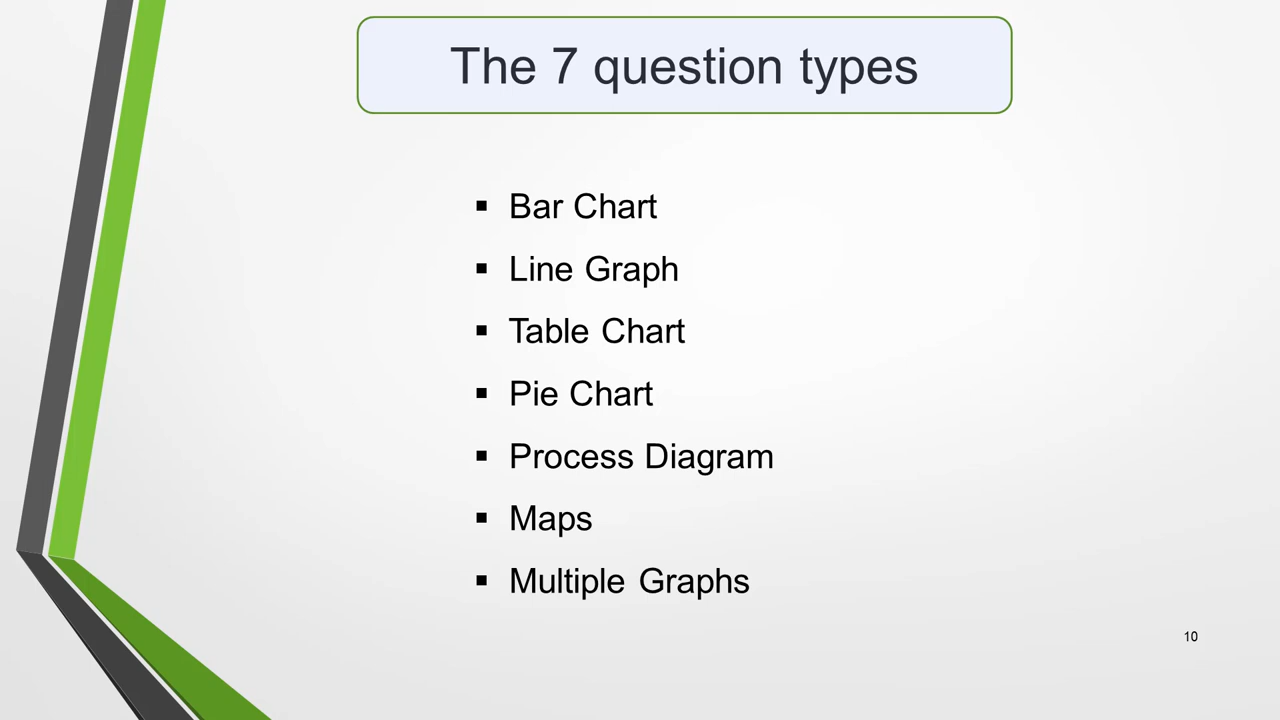 The 7 question types
▪ Bar Chart
▪ Line Graph
▪ Table Chart
▪ Pie Chart
▪ Process Diagram
▪ Maps
▪ Multiple Graphs
10